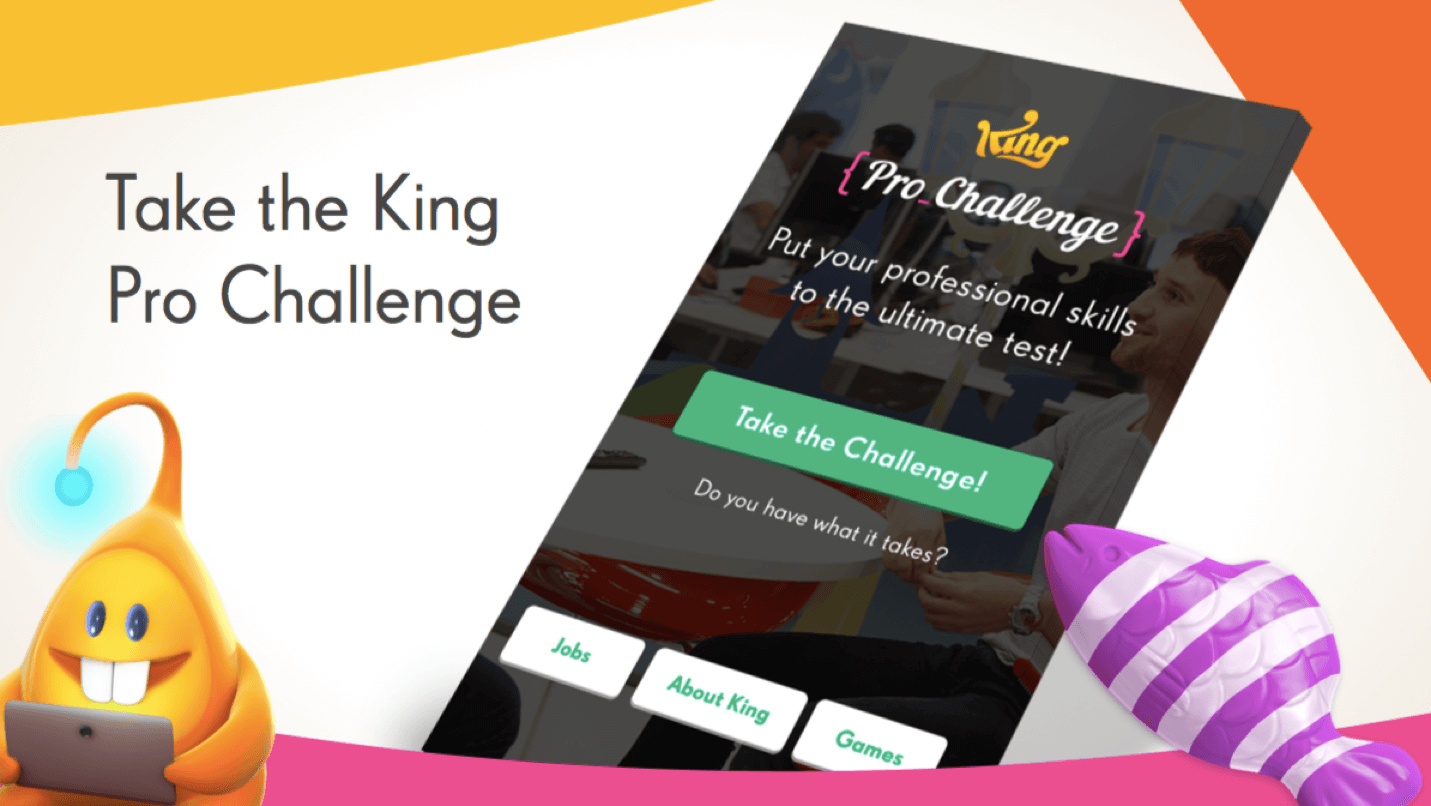 Take the King
Pro Challenge
King
{Pro_Challenge}
Put your professional skills
to the ultimate test!
Take the Challenge!
Do you have what it takes?
Jobs
About King
Games